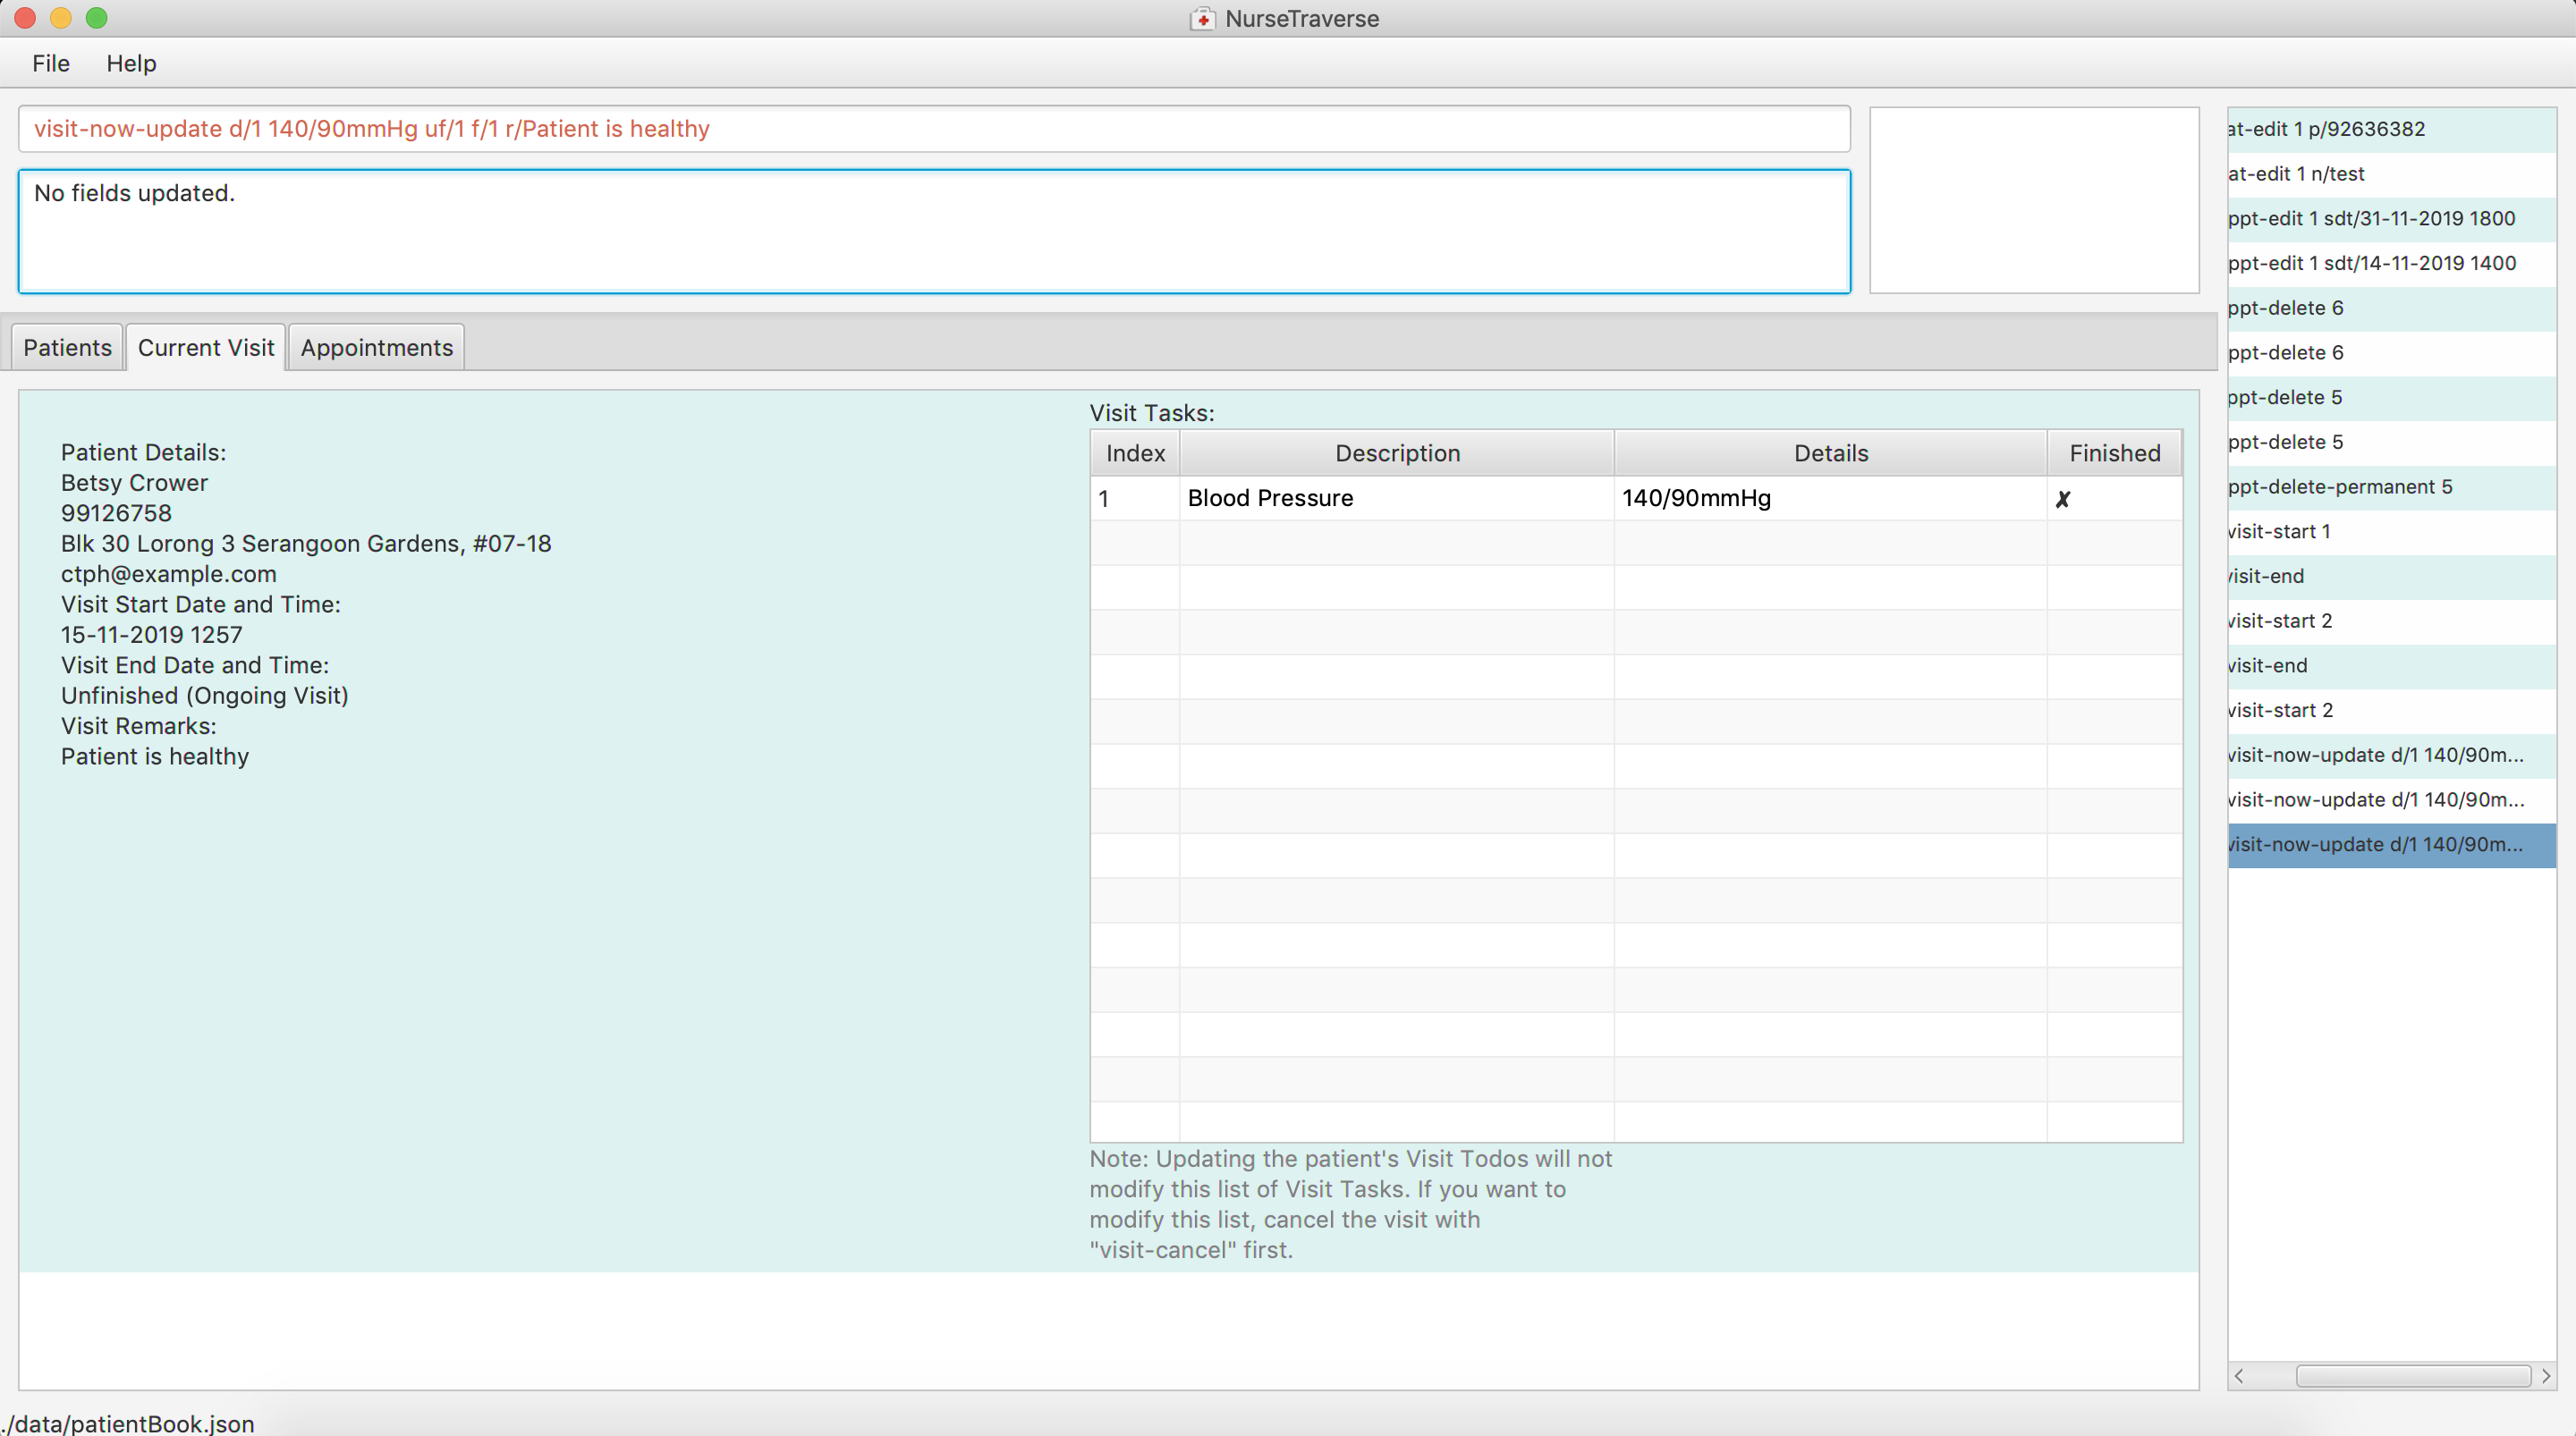 NurseTraverse
File Help
visit-now-update d/1 140/90mmHg uf/1 f/1 r/Patient is healthy
No fields updated.
Patients Current Visit Appointments
Patient Details:
Betsy Crower
99126758
Blk 30 Lorong 3 Serangoon Gardens, #07-18
ctph@example.com
Visit Start Date and Time:
15-11-2019 1257
Visit End Date and Time:
Unfinished (Ongoing Visit)
Visit Remarks:
Patient is healthy
Visit Tasks:
Index Description Details Finished
1 Blood Pressure 140/90mmHg ✗
Note: Updating the patient's Visit Todos will not
modify this list of Visit Tasks. If you want to
modify this list, cancel the visit with
"visit-cancel" first.
at-edit 1 p/92636382
at-edit 1 n/test
ppt-edit 1 sdt/31-11-2019 1800
ppt-edit 1 sdt/14-11-2019 1400
ppt-delete 6
ppt-delete 6
ppt-delete 5
ppt-delete 5
ppt-delete-permanent 5
visit-start 1
visit-end
visit-start 2
visit-end
visit-start 2
visit-now-update d/1 140/90m...
visit-now-update d/1 140/90m...
visit-now-update d/1 140/90m...
./data/patientBook.json